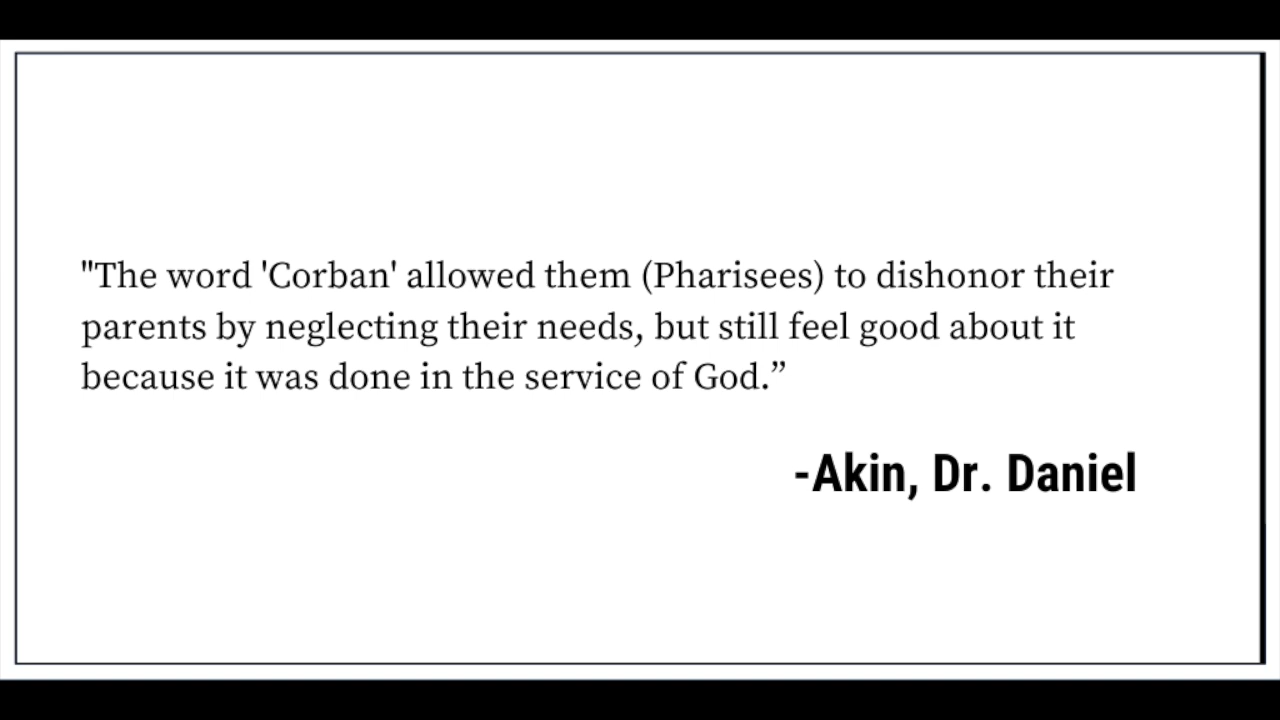 "The word 'Corban' allowed them (Pharisees) to dishonor their
parents by neglecting their needs, but still feel good about it
because it was done in the service of God.”
-Akin, Dr. Daniel